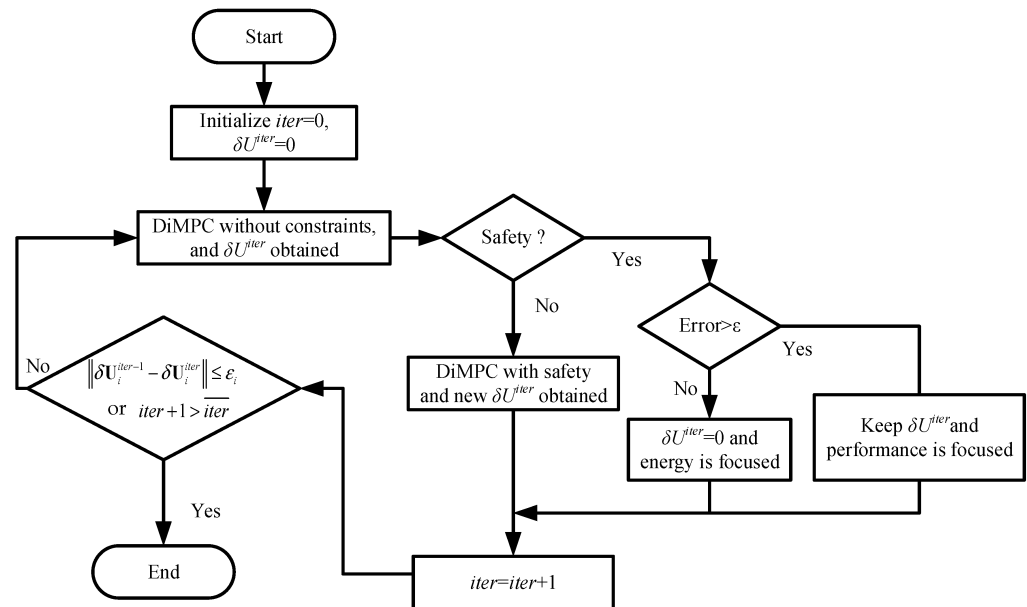 Start
Initialize iter=0,
δU^iter=0
DiMPC without constraints,
and δU^iter obtained
Safety ?
Yes
No
Error>ε
Yes
No
DiMPC with safety
and new δU^iter obtained
δU^iter=0 and
energy is focused
Keep δU^iter and
performance is focused
iter=iter+1
No
‖δU_i^{iter−1} − δU_i^{iter}‖ ≤ ε_i
or iter+1 > \overline{iter}
Yes
End